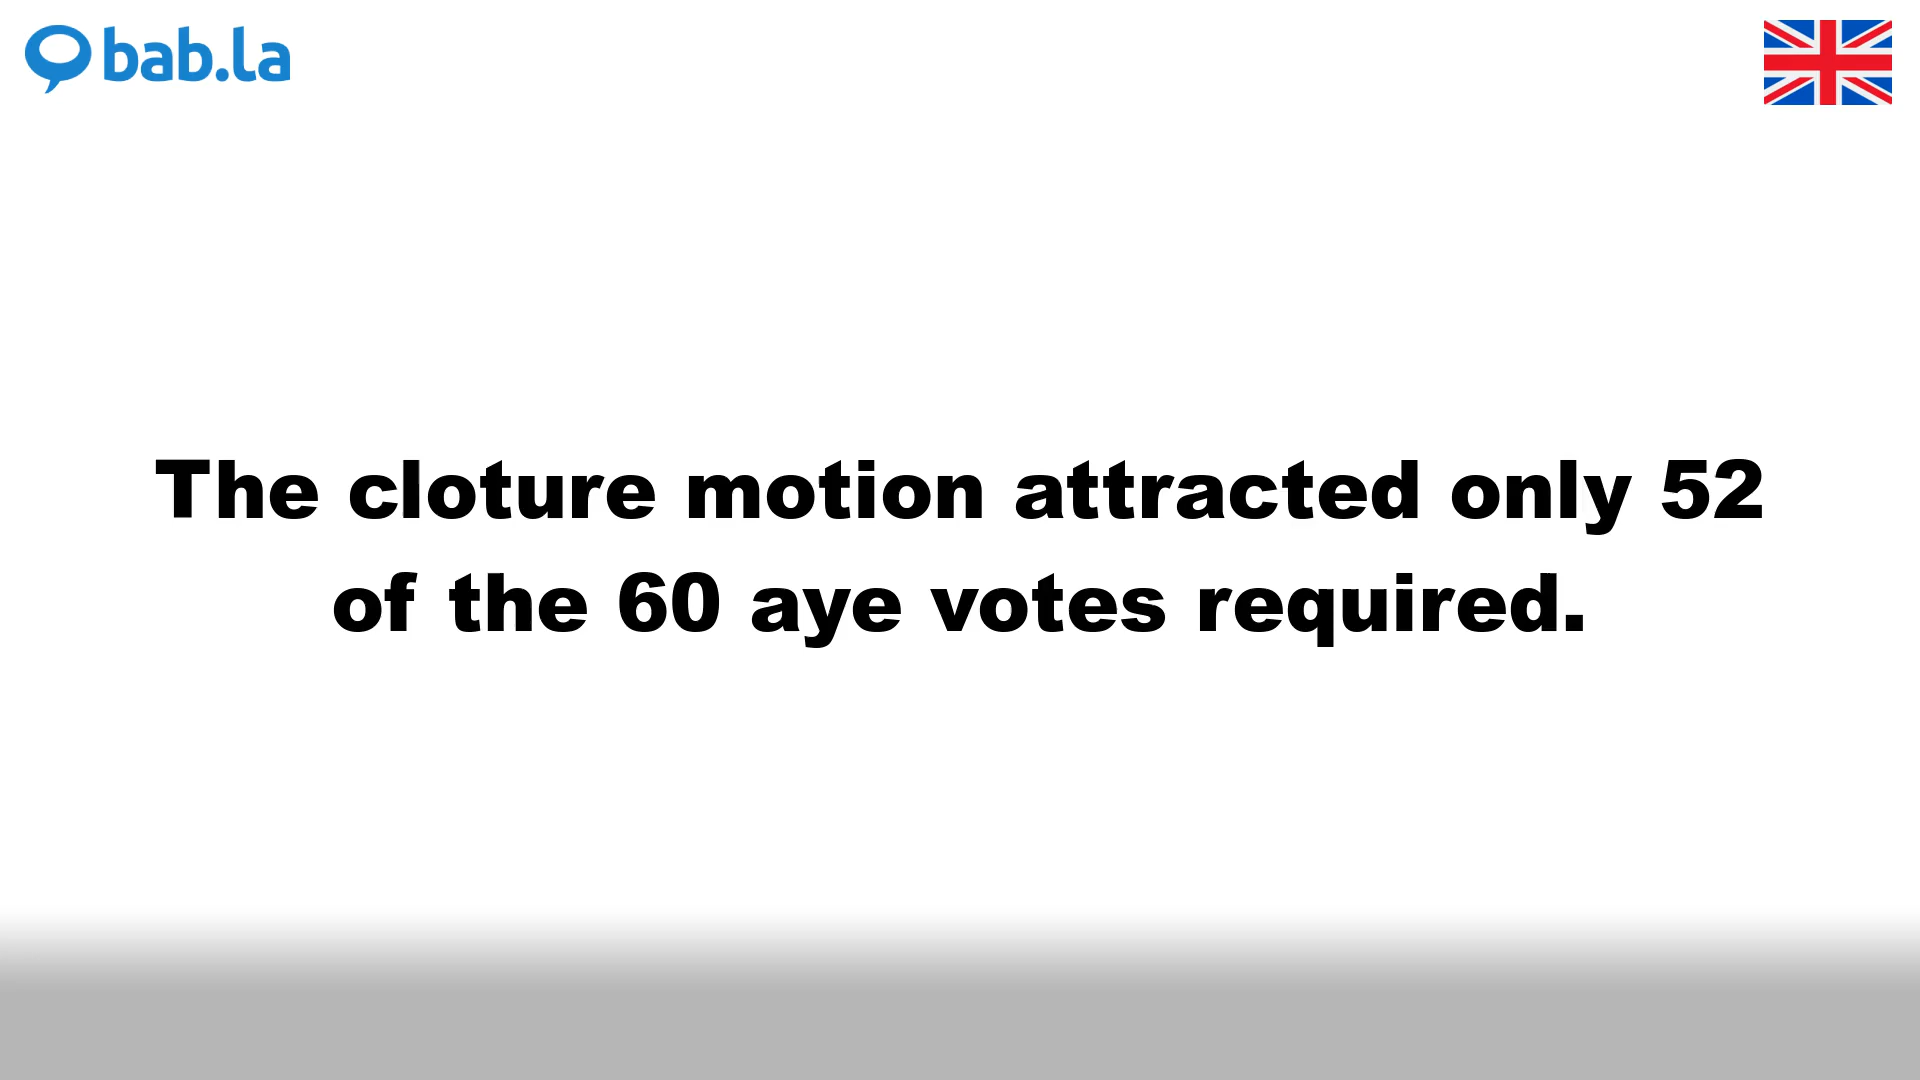 bab.la
The cloture motion attracted only 52
of the 60 aye votes required.